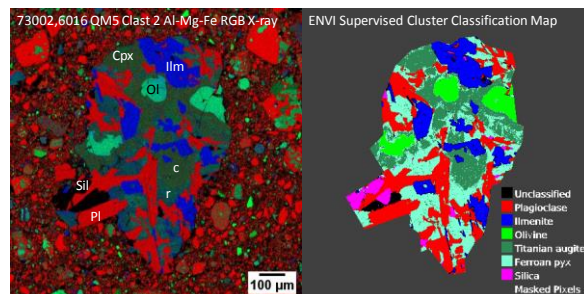 73002,6016 QM5 Clast 2 Al-Mg-Fe RGB X-ray
ENVI Supervised Cluster Classification Map
Cpx
Ilm
Ol
c
Sil
r
Pl
100 µm
Unclassified
Plagioclase
Ilmenite
Olivine
Titanian augite
Ferroan pyx
Silica
Masked Pixels